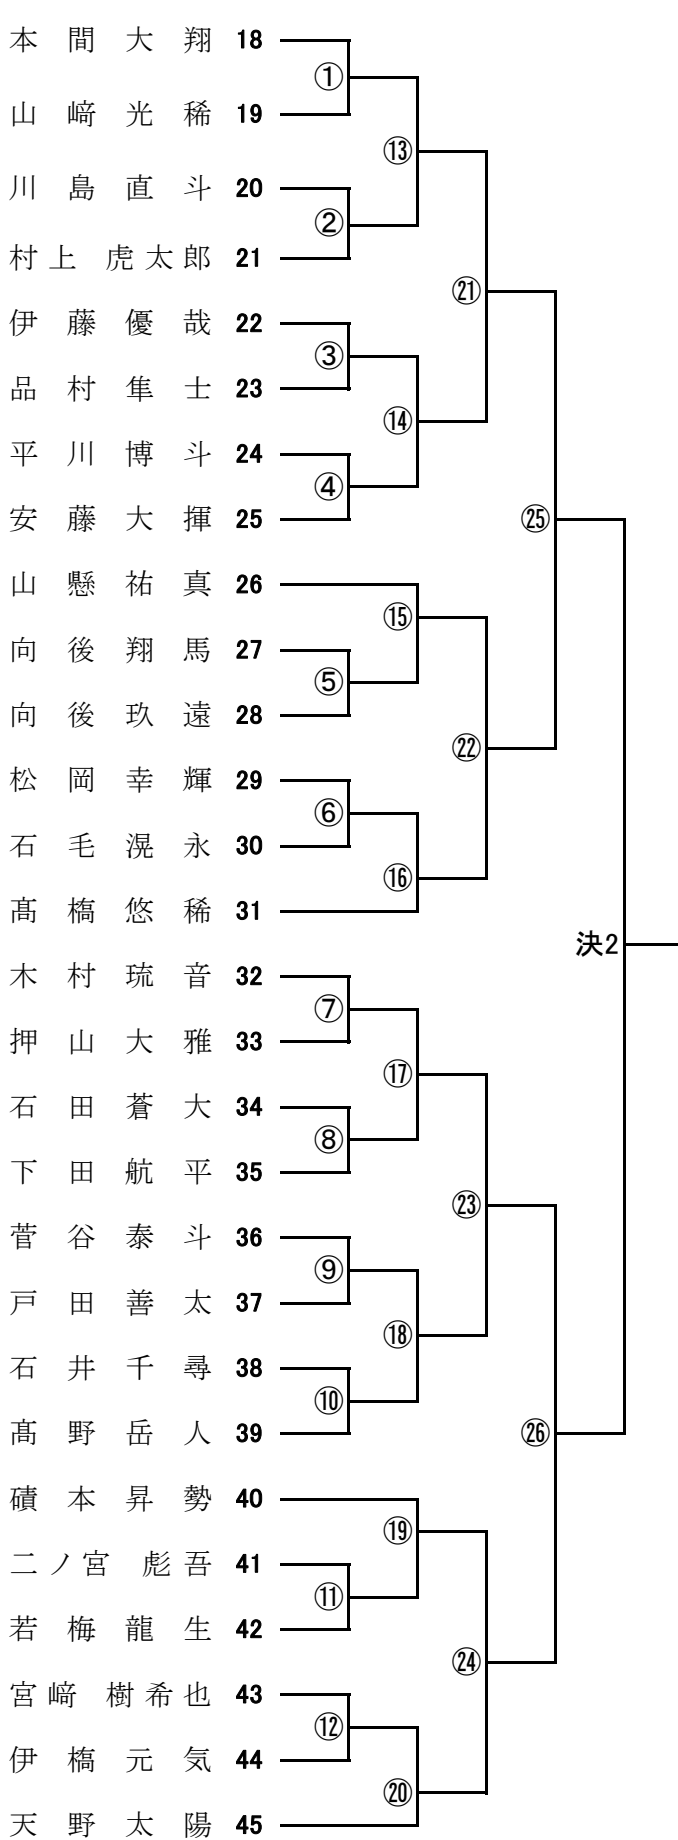 本間大翔 18
①
山﨑光稀 19
⑬
川島直斗 20
②
村上 虎太郎 21
㉑
伊藤優哉 22
③
品村隼士 23
⑭
平川博斗 24
④
安藤大揮 25
㉕
山懸祐真 26
⑮
向後翔馬 27
⑤
向後玖遠 28
㉒
松岡幸輝 29
⑥
石毛滉永 30
⑯
髙橋悠稀 31
決2
木村琉音 32
⑦
押山大雅 33
⑰
石田蒼大 34
⑧
下田航平 35
㉓
菅谷泰斗 36
⑨
戸田善太 37
⑱
石井千尋 38
⑩
髙野岳人 39
㉖
磧本昇勢 40
⑲
二ノ宮 彪吾 41
⑪
若梅龍生 42
㉔
宮﨑 樹希也 43
⑫
伊橋元気 44
⑳
天野太陽 45